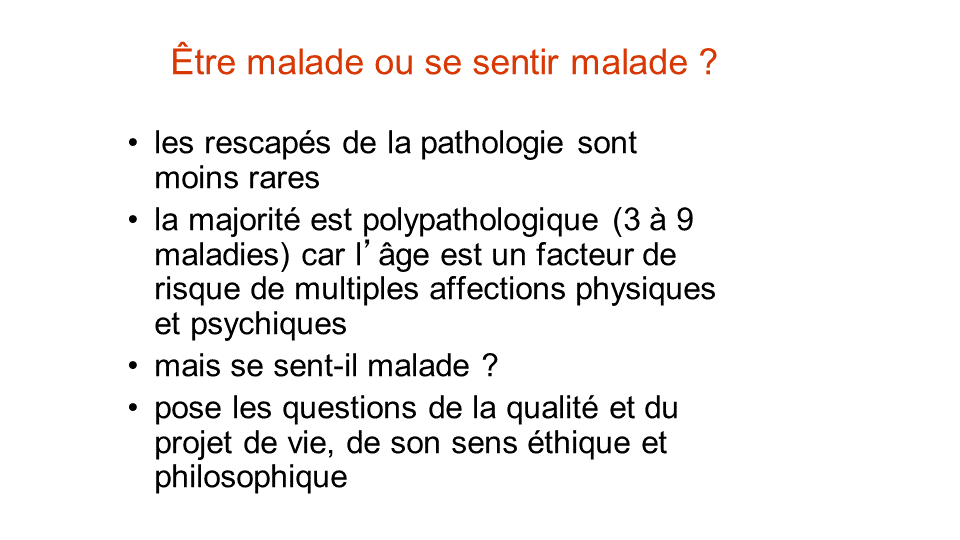 Être malade ou se sentir malade ?
• les rescapés de la pathologie sont
moins rares
• la majorité est polypathologique (3 à 9
maladies) car l’ âge est un facteur de
risque de multiples affections physiques
et psychiques
• mais se sent-il malade ?
• pose les questions de la qualité et du
projet de vie, de son sens éthique et
philosophique